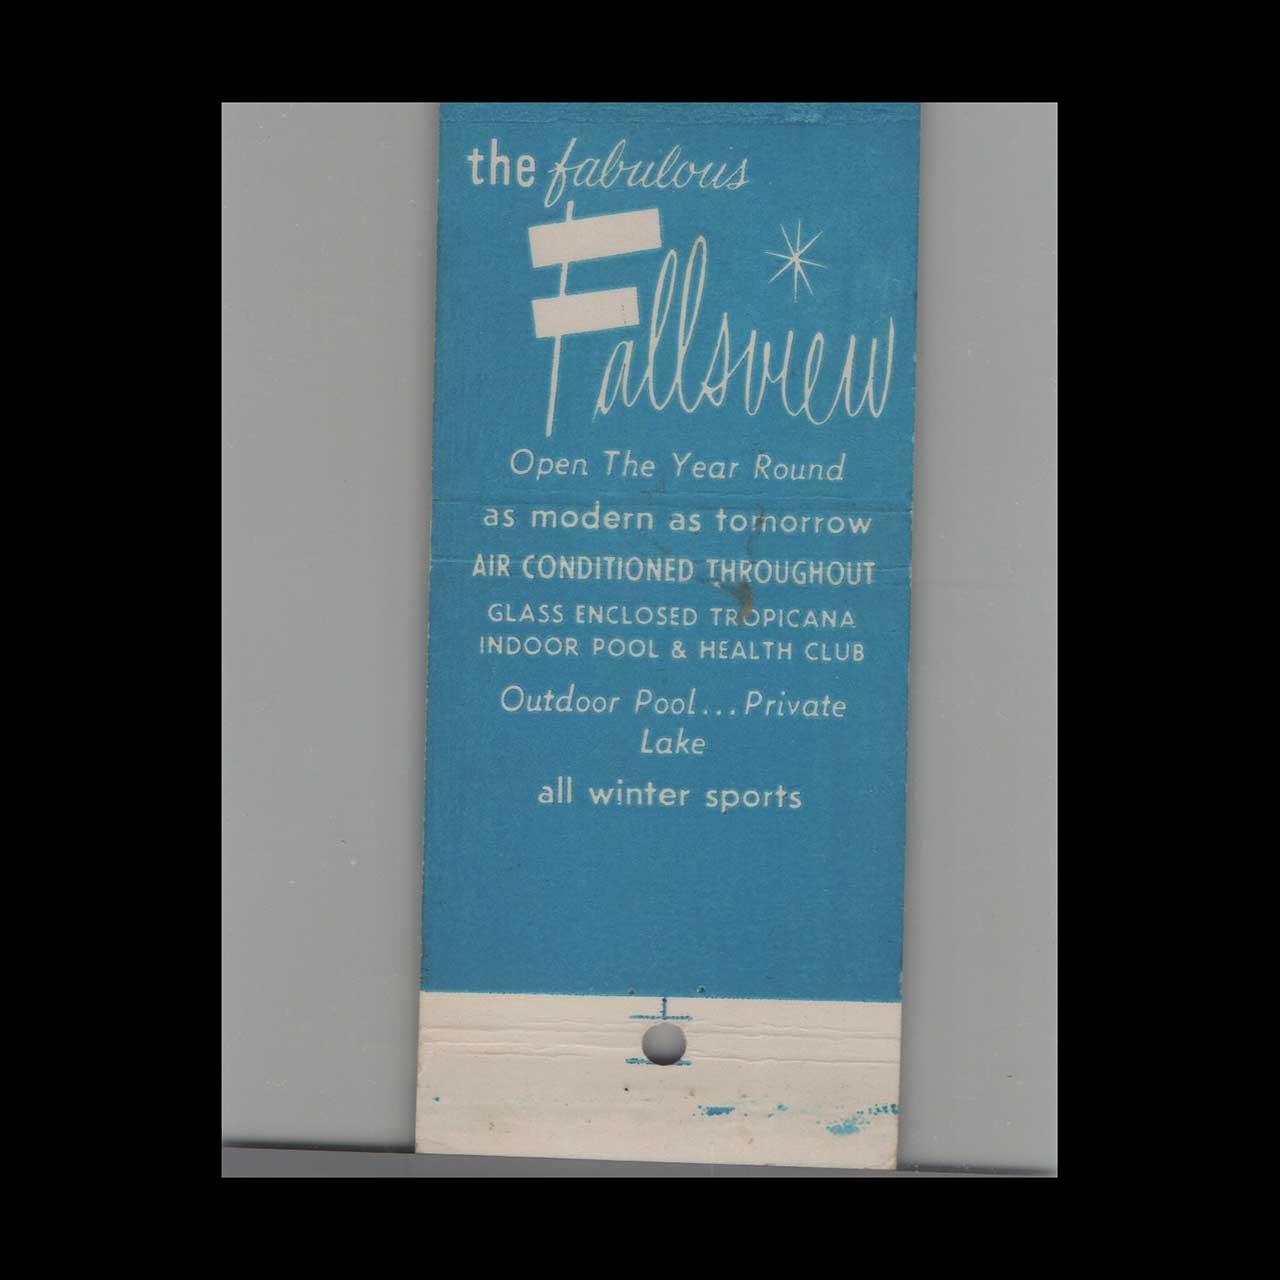 the fabulous
Fallsview
Open The Year Round
as modern as tomorrow
AIR CONDITIONED THROUGHOUT
GLASS ENCLOSED TROPICANA
INDOOR POOL & HEALTH CLUB
Outdoor Pool...Private
Lake
all winter sports